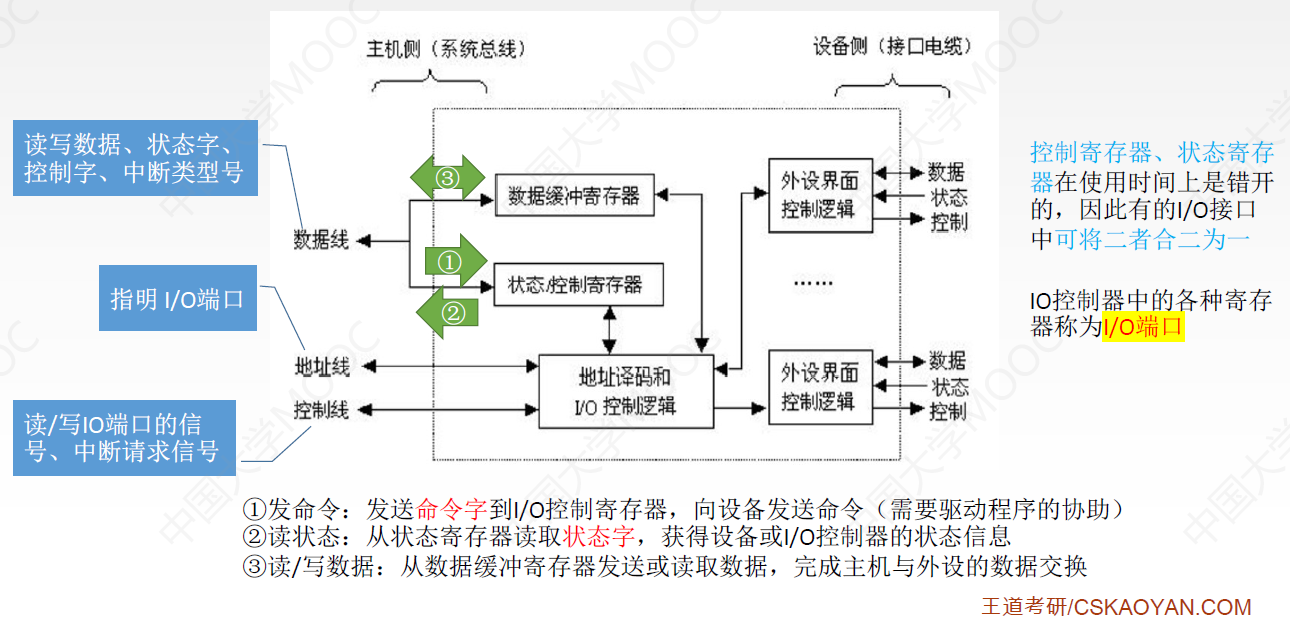 主机侧（系统总线）
设备侧（接口电缆）
读写数据、状态字、
控制字、中断类型号
③
数据缓冲寄存器
外设界面
控制逻辑
数据
状态
控制
控制寄存器、状态寄存
器在使用时间上是错开
的，因此有的I/O接口
中可将二者合二为一
数据线
①
状态/控制寄存器
……
指明 I/O端口
②
IO控制器中的各种寄存
器称为I/O端口
地址线
控制线
地址译码和
I/O 控制逻辑
外设界面
控制逻辑
数据
状态
控制
读/写IO端口的信
号、中断请求信号
①发命令：发送命令字到I/O控制寄存器，向设备发送命令（需要驱动程序的协助）
②读状态：从状态寄存器读取状态字，获得设备或I/O控制器的状态信息
③读/写数据：从数据缓冲寄存器发送或读取数据，完成主机与外设的数据交换
王道考研/CSKAOYAN.COM
中国大学MOOC